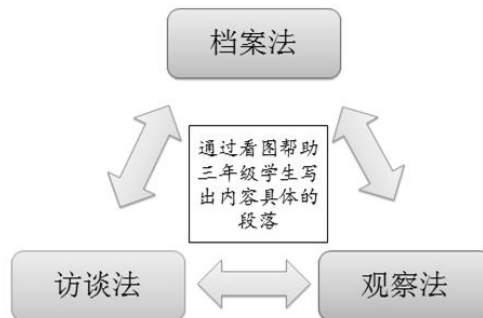 档案法
通过看图帮助
三年级学生写
出内容具体的
段落
访谈法
观察法